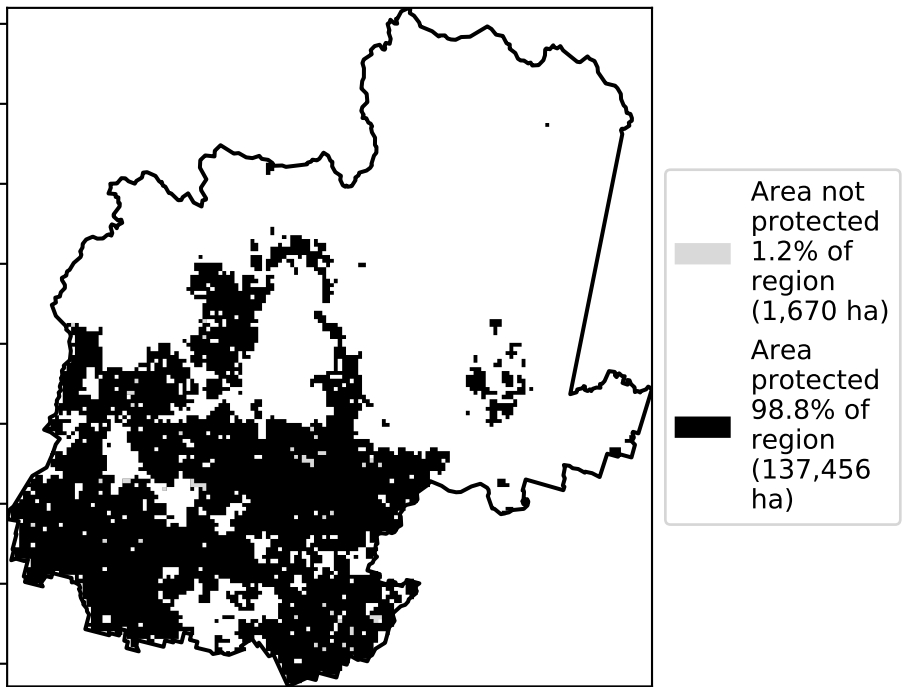 Area not
protected
1.2% of
region
(1,670 ha)
Area
protected
98.8% of
region
(137,456
ha)